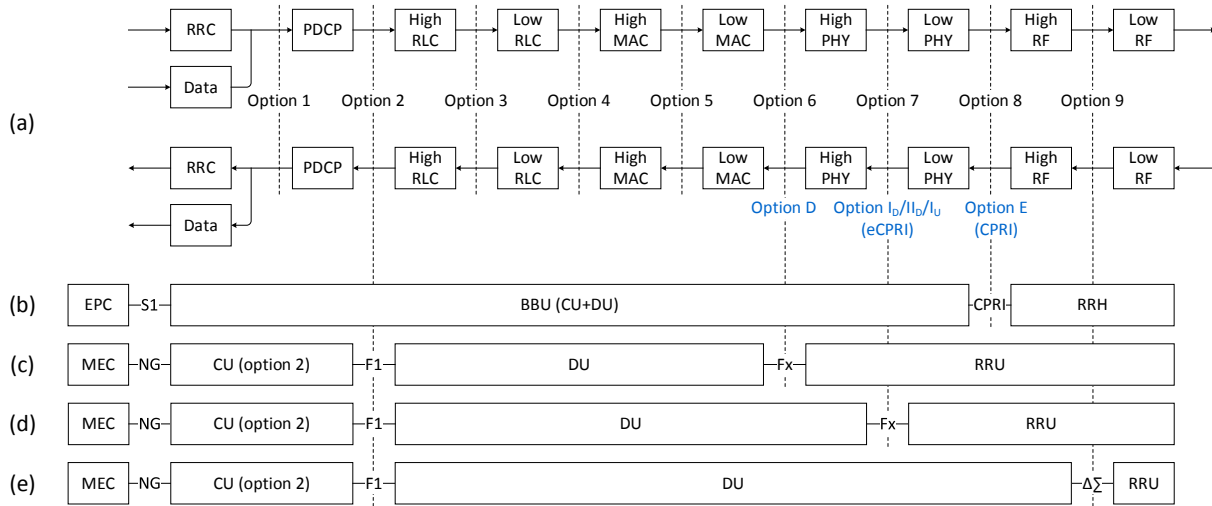 RRC PDCP High RLC Low RLC High MAC Low MAC High PHY Low PHY High RF Low RF
Data
Option 1 Option 2 Option 3 Option 4 Option 5 Option 6 Option 7 Option 8 Option 9
(a)
RRC PDCP High RLC Low RLC High MAC Low MAC High PHY Low PHY High RF Low RF
Data
Option D Option I_D/II_D/I_U (eCPRI) Option E (CPRI)
(b) EPC S1 BBU (CU+DU) CPRI RRH
(c) MEC NG CU (option 2) F1 DU Fx RRU
(d) MEC NG CU (option 2) F1 DU Fx RRU
(e) MEC NG CU (option 2) F1 DU Δ∑ RRU